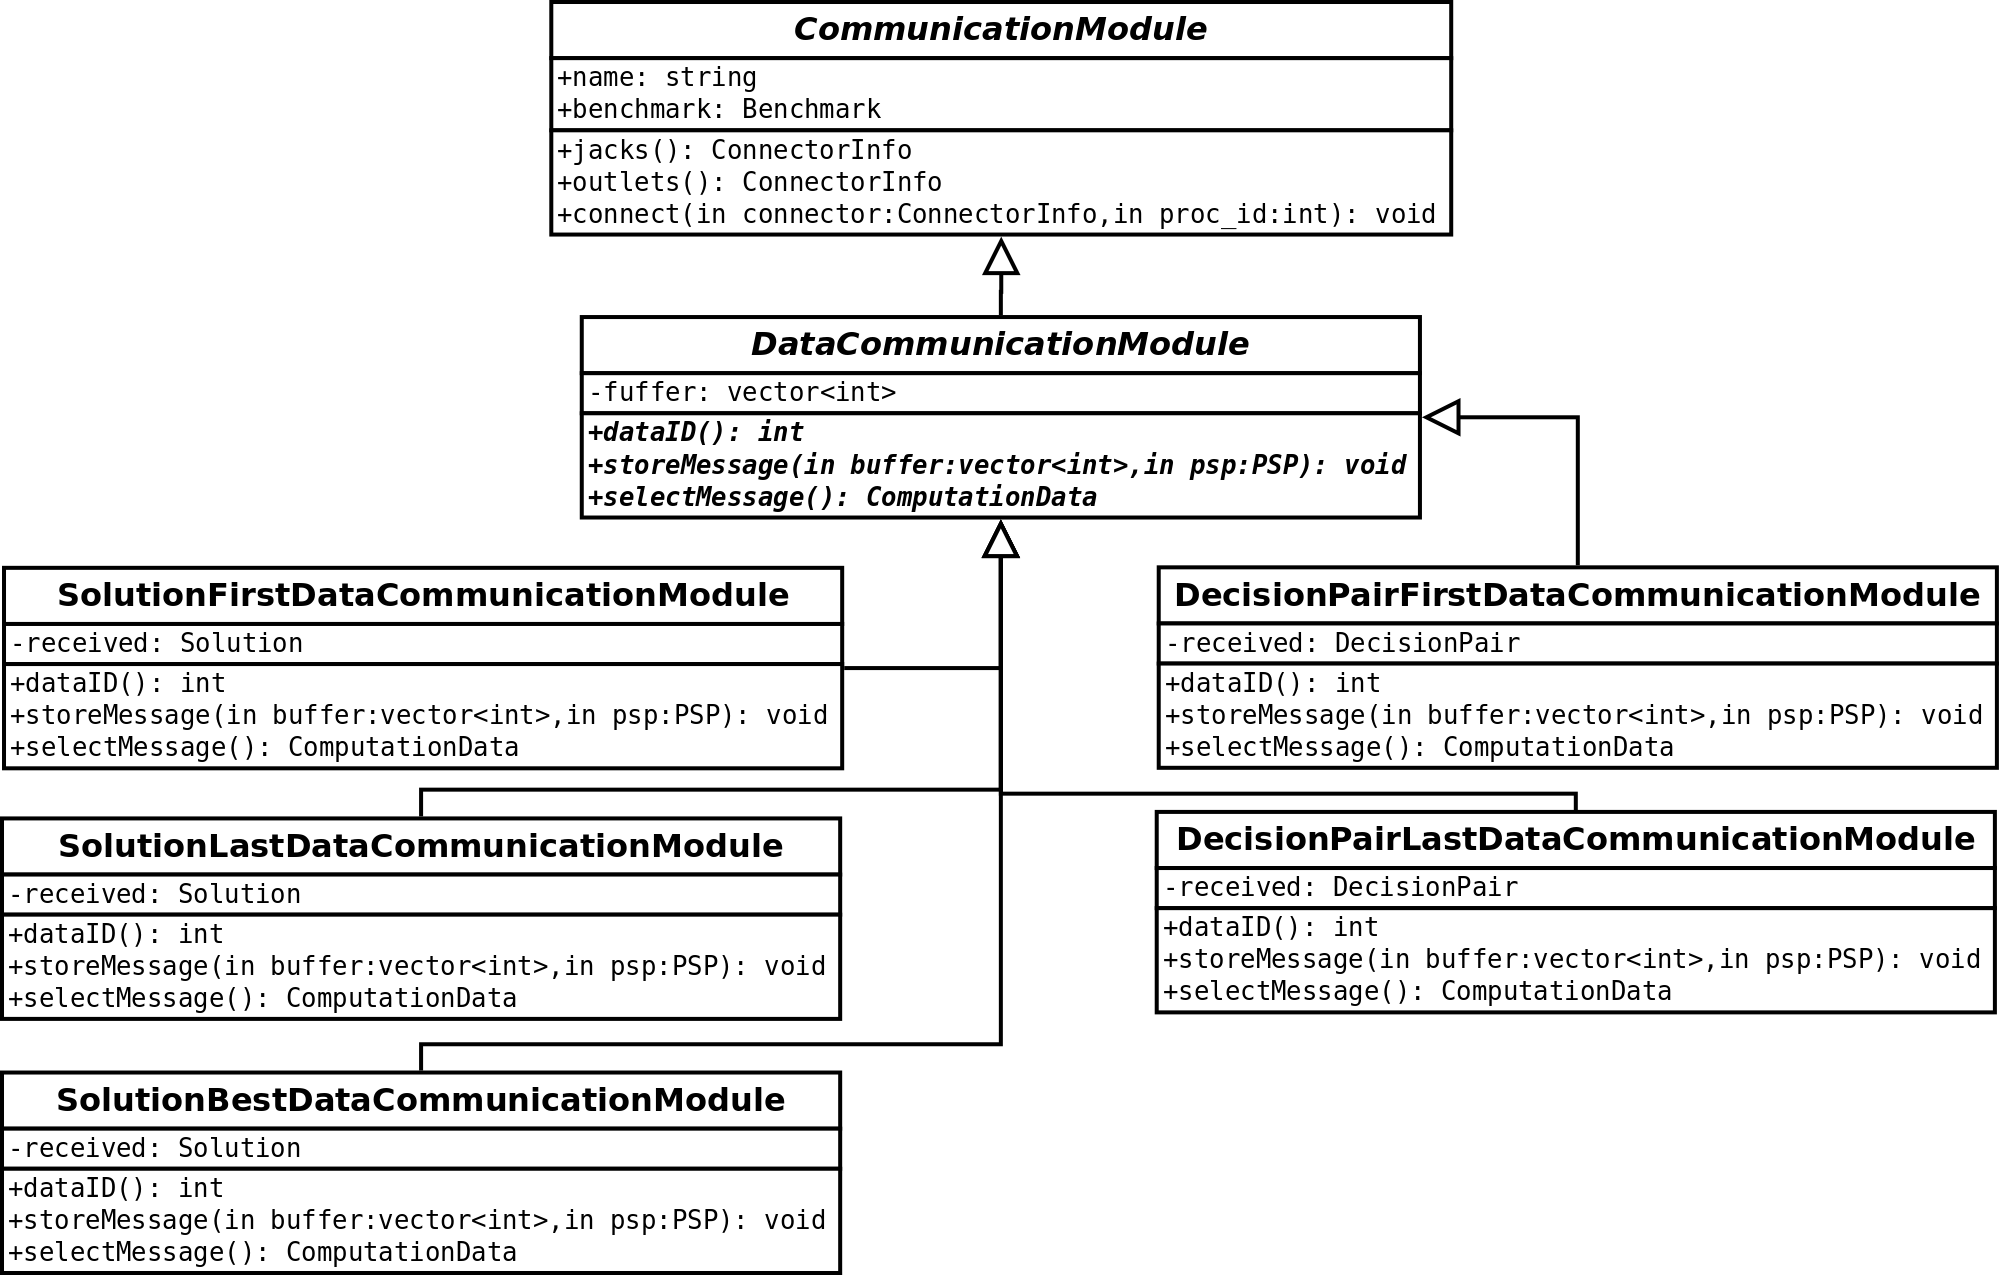 CommunicationModule
+name: string
+benchmark: Benchmark
+jacks(): ConnectorInfo
+outlets(): ConnectorInfo
+connect(in connector:ConnectorInfo,in proc_id:int): void
DataCommunicationModule
-fuffer: vector<int>
+dataID(): int
+storeMessage(in buffer:vector<int>,in psp:PSP): void
+selectMessage(): ComputationData
SolutionFirstDataCommunicationModule
-received: Solution
+dataID(): int
+storeMessage(in buffer:vector<int>,in psp:PSP): void
+selectMessage(): ComputationData
DecisionPairFirstDataCommunicationModule
-received: DecisionPair
+dataID(): int
+storeMessage(in buffer:vector<int>,in psp:PSP): void
+selectMessage(): ComputationData
SolutionLastDataCommunicationModule
-received: Solution
+dataID(): int
+storeMessage(in buffer:vector<int>,in psp:PSP): void
+selectMessage(): ComputationData
DecisionPairLastDataCommunicationModule
-received: DecisionPair
+dataID(): int
+storeMessage(in buffer:vector<int>,in psp:PSP): void
+selectMessage(): ComputationData
SolutionBestDataCommunicationModule
-received: Solution
+dataID(): int
+storeMessage(in buffer:vector<int>,in psp:PSP): void
+selectMessage(): ComputationData